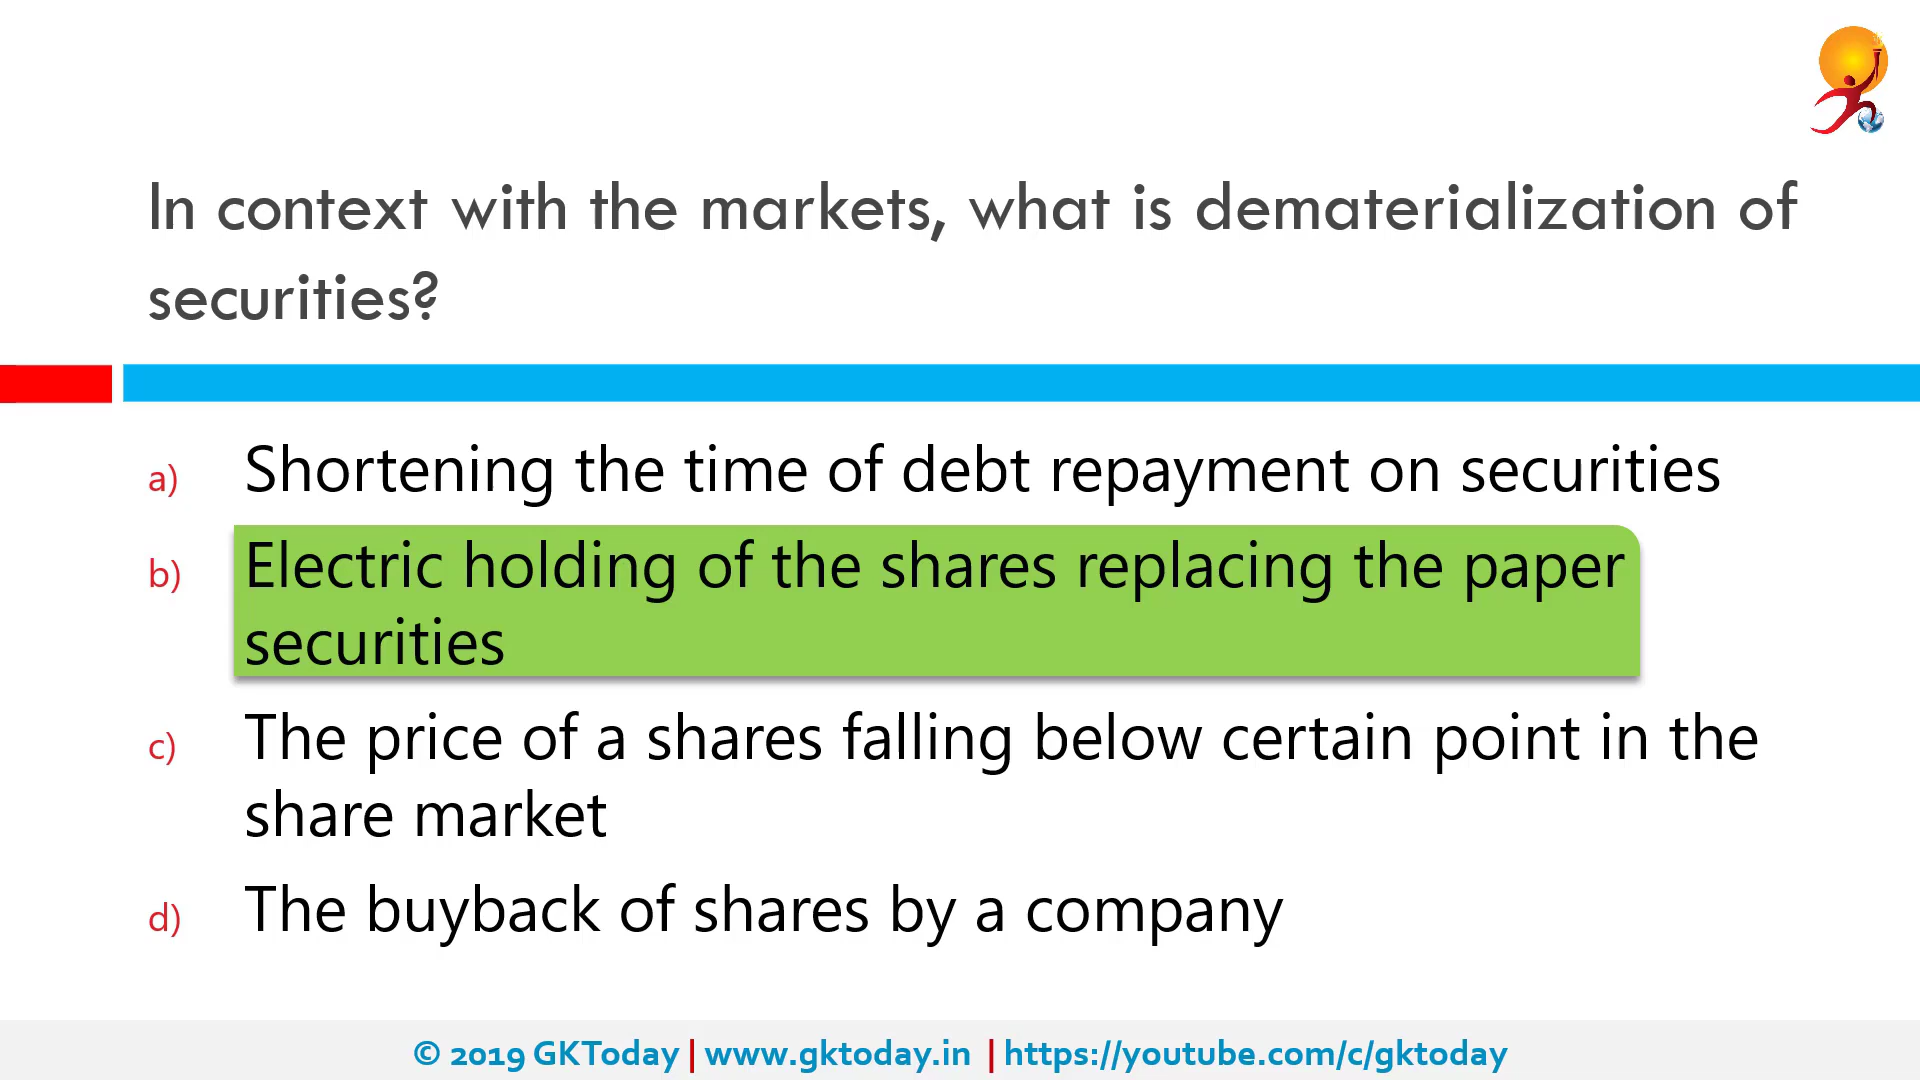 In context with the markets, what is dematerialization of
securities?
a) Shortening the time of debt repayment on securities
b) Electric holding of the shares replacing the paper
securities
c) The price of a shares falling below certain point in the
share market
d) The buyback of shares by a company
© 2019 GKToday | www.gktoday.in | https://youtube.com/c/gktoday